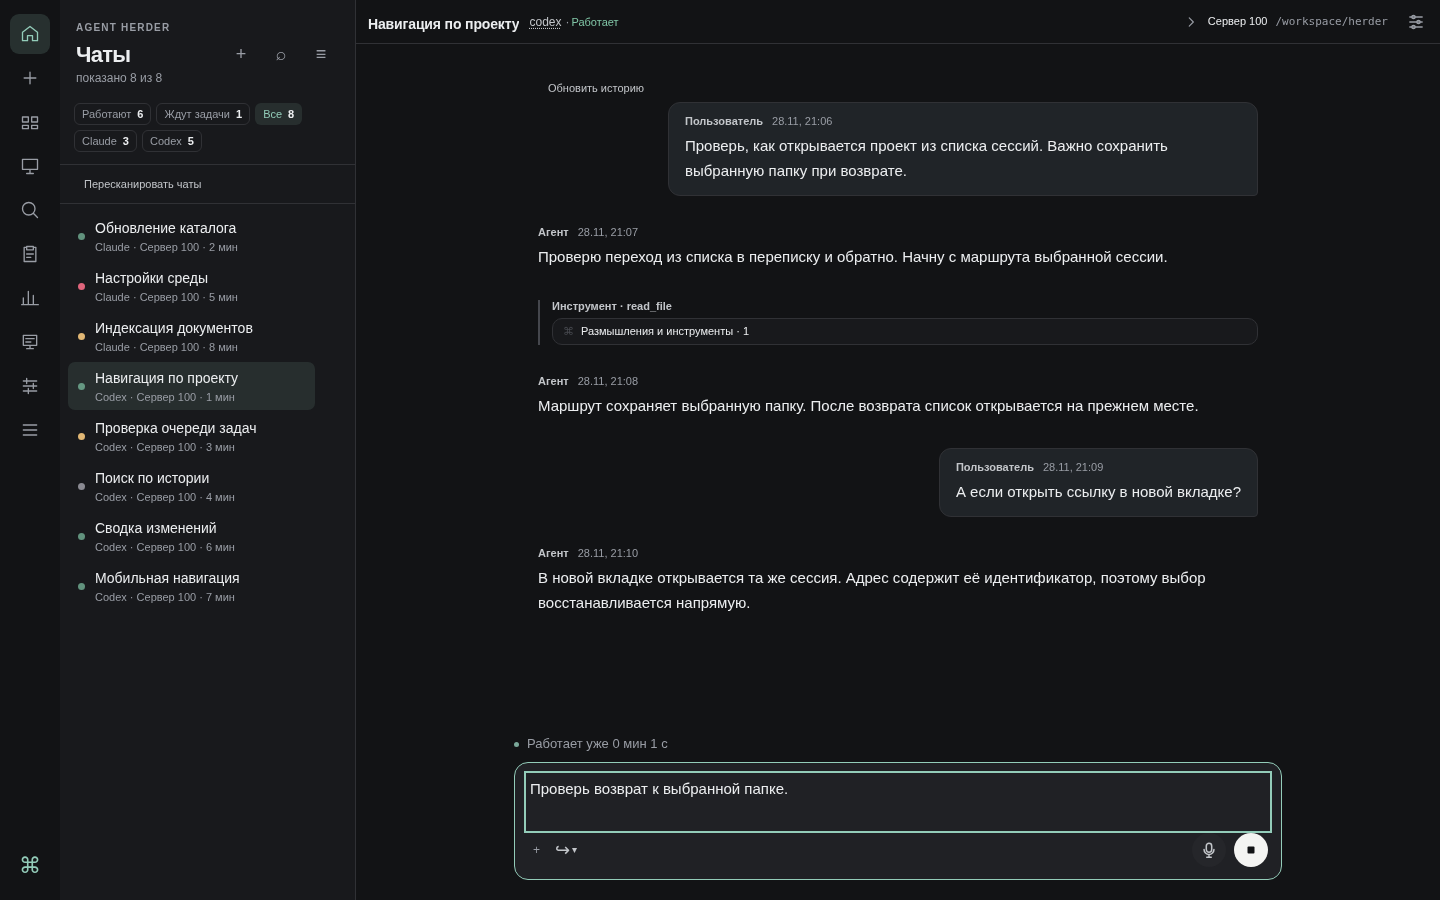 AGENT HERDER
Чаты
показано 8 из 8
Работают 6
Ждут задачи 1
Все 8
Claude 3
Codex 5
Пересканировать чаты
Обновление каталога
Claude · Сервер 100 · 2 мин
Настройки среды
Claude · Сервер 100 · 5 мин
Индексация документов
Claude · Сервер 100 · 8 мин
Навигация по проекту
Codex · Сервер 100 · 1 мин
Проверка очереди задач
Codex · Сервер 100 · 3 мин
Поиск по истории
Codex · Сервер 100 · 4 мин
Сводка изменений
Codex · Сервер 100 · 6 мин
Мобильная навигация
Codex · Сервер 100 · 7 мин
Навигация по проекту codex · Работает
Сервер 100 /workspace/herder
Обновить историю
Пользователь 28.11, 21:06
Проверь, как открывается проект из списка сессий. Важно сохранить
выбранную папку при возврате.
Агент 28.11, 21:07
Проверю переход из списка в переписку и обратно. Начну с маршрута выбранной сессии.
Инструмент · read_file
⌘ Размышления и инструменты · 1
Агент 28.11, 21:08
Маршрут сохраняет выбранную папку. После возврата список открывается на прежнем месте.
Пользователь 28.11, 21:09
А если открыть ссылку в новой вкладке?
Агент 28.11, 21:10
В новой вкладке открывается та же сессия. Адрес содержит её идентификатор, поэтому выбор
восстанавливается напрямую.
Работает уже 0 мин 1 с
Проверь возврат к выбранной папке.